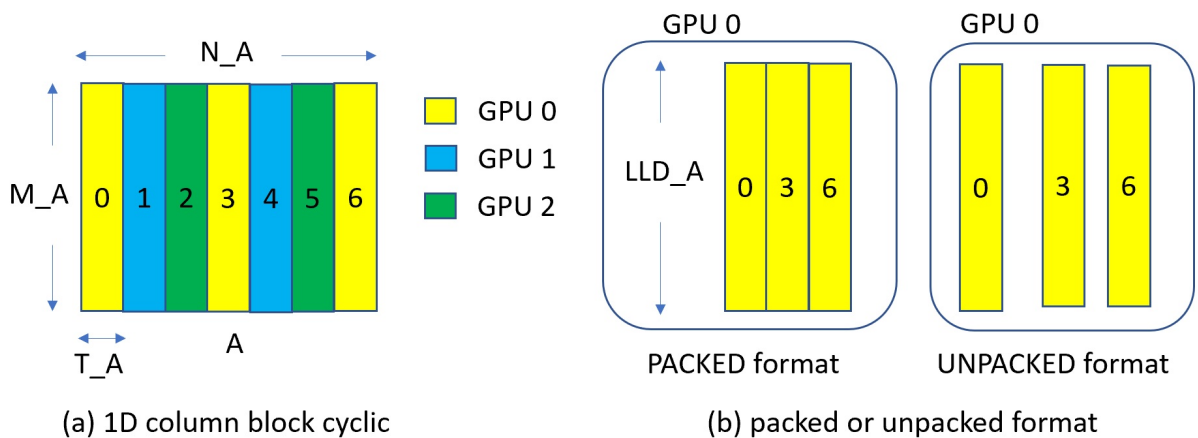 N_A
M_A
0 1 2 3 4 5 6
T_A
A
GPU 0
GPU 1
GPU 2
(a) 1D column block cyclic
GPU 0
LLD_A
0 3 6
PACKED format
GPU 0
0 3 6
UNPACKED format
(b) packed or unpacked format